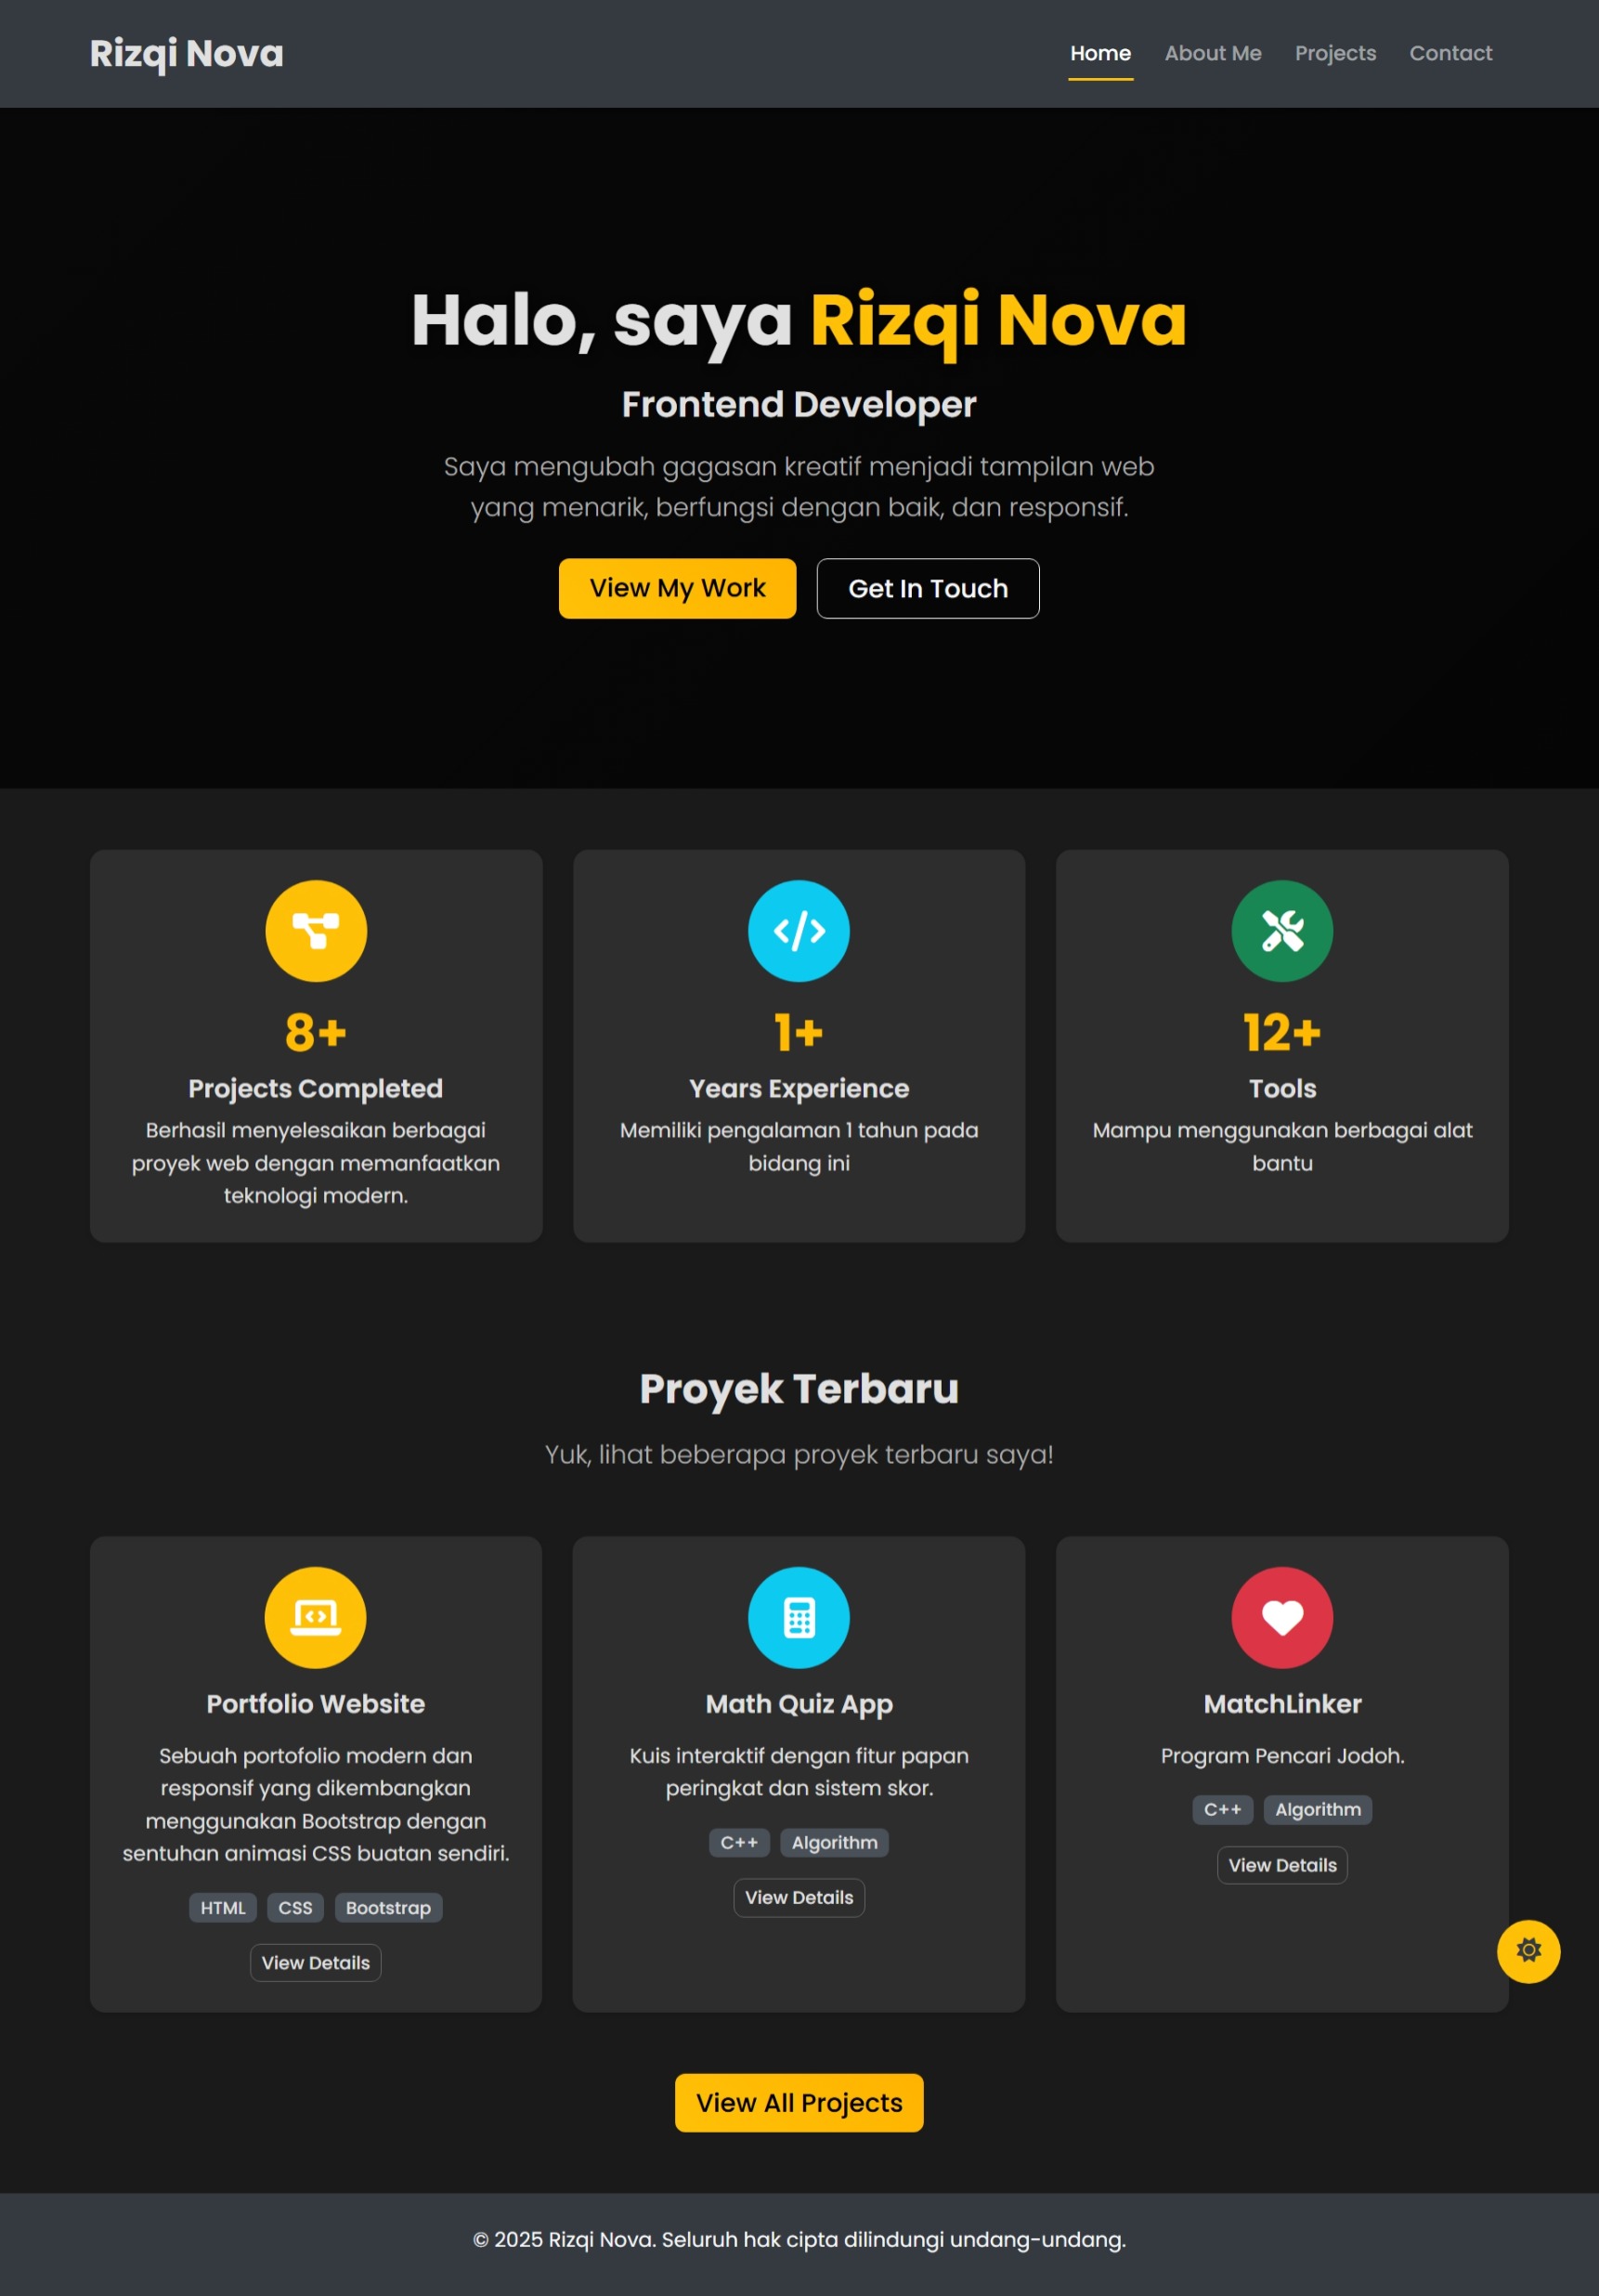 Rizqi Nova
Home About Me Projects Contact
Halo, saya Rizqi Nova
Frontend Developer
Saya mengubah gagasan kreatif menjadi tampilan web
yang menarik, berfungsi dengan baik, dan responsif.
View My Work
Get In Touch
8+
Projects Completed
Berhasil menyelesaikan berbagai
proyek web dengan memanfaatkan
teknologi modern.
1+
Years Experience
Memiliki pengalaman 1 tahun pada
bidang ini
12+
Tools
Mampu menggunakan berbagai alat
bantu
Proyek Terbaru
Yuk, lihat beberapa proyek terbaru saya!
Portfolio Website
Sebuah portofolio modern dan
responsif yang dikembangkan
menggunakan Bootstrap dengan
sentuhan animasi CSS buatan sendiri.
HTML CSS Bootstrap
View Details
Math Quiz App
Kuis interaktif dengan fitur papan
peringkat dan sistem skor.
C++ Algorithm
View Details
MatchLinker
Program Pencari Jodoh.
C++ Algorithm
View Details
View All Projects
© 2025 Rizqi Nova. Seluruh hak cipta dilindungi undang-undang.